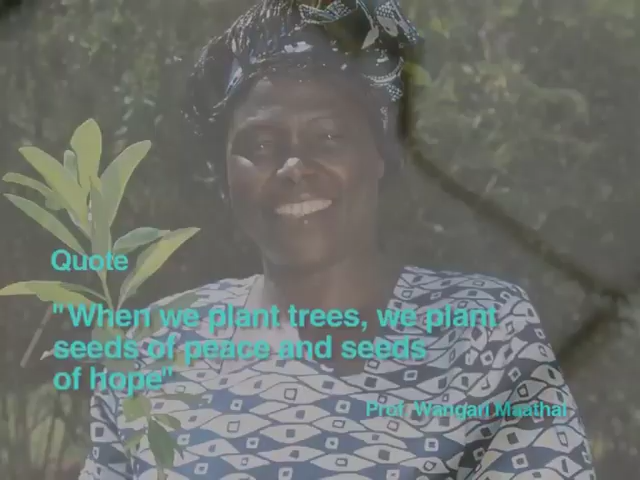 Quote
"When we plant trees, we plant
seeds of peace and seeds
of hope"
Prof. Wangari Maathai